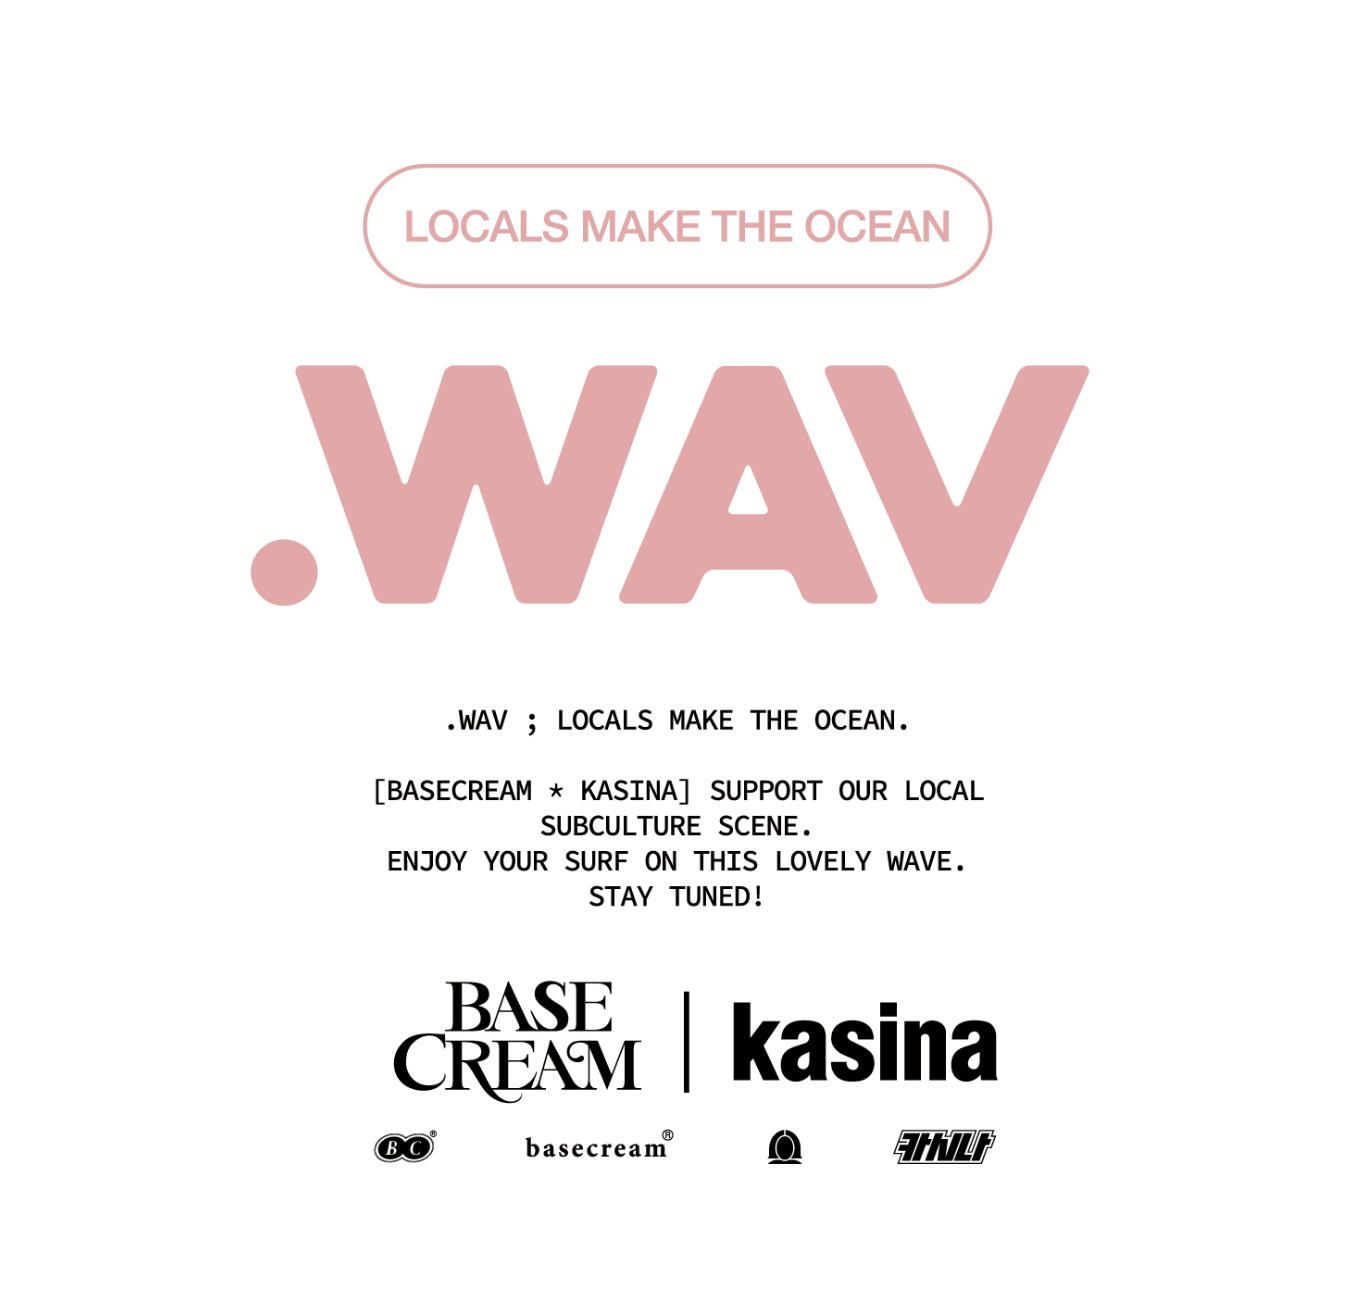 LOCALS MAKE THE OCEAN
.WAV
.WAV ; LOCALS MAKE THE OCEAN.
[BASECREAM * KASINA] SUPPORT OUR LOCAL
SUBCULTURE SCENE.
ENJOY YOUR SURF ON THIS LOVELY WAVE.
STAY TUNED!
BASE
CREAM
kasina
BC®
basecream®
카시나